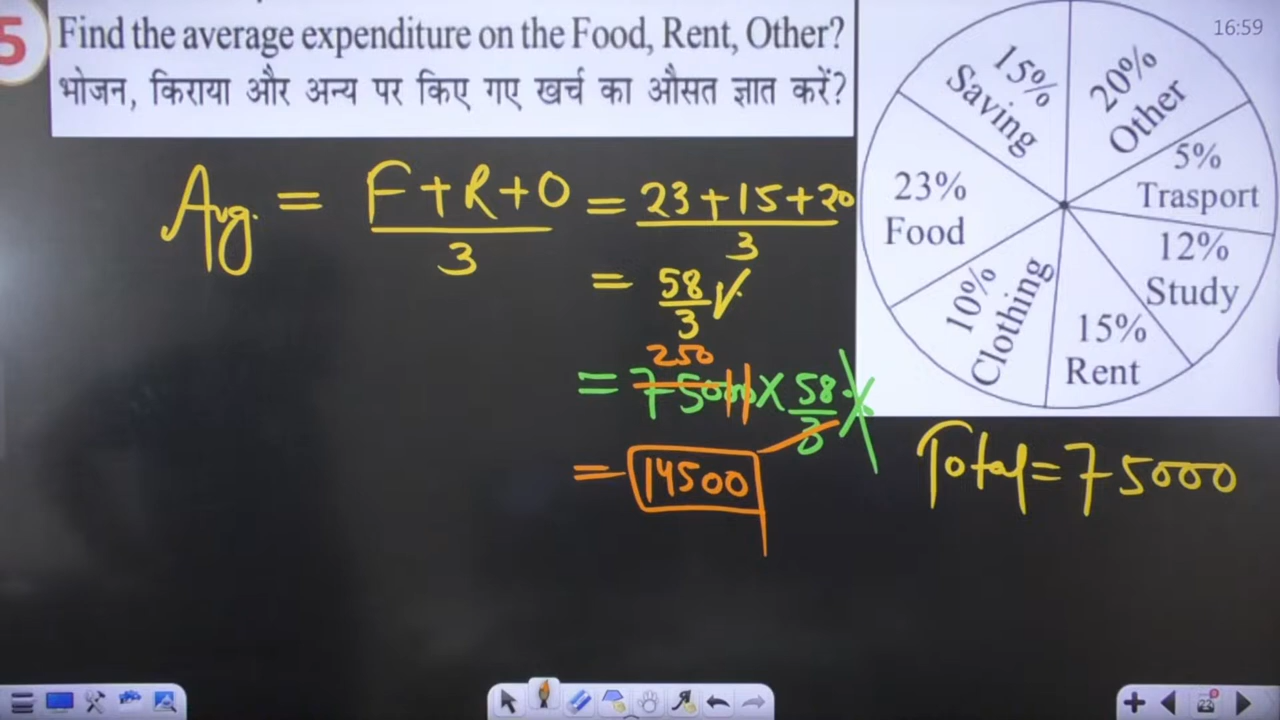 5
Find the average expenditure on the Food, Rent, Other?
भोजन, किराया और अन्य पर किए गए खर्च का औसत ज्ञात करें?
16:59
15%
Saving
20%
Other
5%
Trasport
23%
Food
12%
Study
10%
Clothing
15%
Rent
Avg. = F+R+O / 3 = 23+15+20 / 3
= 58/3 ✓
250
= 75000 × 58/3 %
= 14500
Total = 75000
23